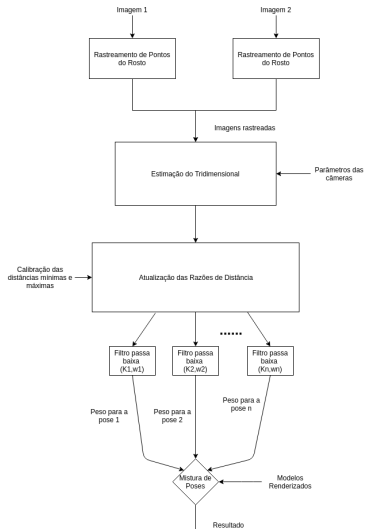 Imagem 1
Imagem 2
Rastreamento de Pontos
do Rosto
Rastreamento de Pontos
do Rosto
Imagens rastreadas
Estimação do Tridimensional
Parâmetros das
câmeras
Calibração das
distâncias mínimas e
máximas
Atualização das Razões de Distância
......
Filtro passa
baixa
(K1,w1)
Filtro passa
baixa
(K2,w2)
Filtro passa
baixa
(Kn,wn)
Peso para a
pose 1
Peso para a
pose 2
Peso para a
pose n
Mistura de
Poses
Modelos
Renderizados
Resultado